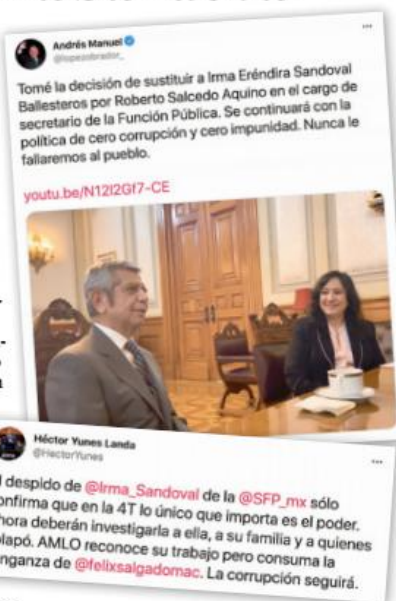 Andrés Manuel
@lopezobrador_
Tomé la decisión de sustituir a Irma Eréndira Sandoval
Ballesteros por Roberto Salcedo Aquino en el cargo de
secretario de la Función Pública. Se continuará con la
política de cero corrupción y cero impunidad. Nunca le
fallaremos al pueblo.
youtu.be/N12I2Gf7-CE
Héctor Yunes Landa
@HectorYunes
l despido de @Irma_Sandoval de la @SFP_mx sólo
onfirma que en la 4T lo único que importa es el poder.
hora deberán investigarla a ella, a su familia y a quienes
lapó. AMLO reconoce su trabajo pero consuma la
nganza de @felixsalgadomac. La corrupción seguirá.